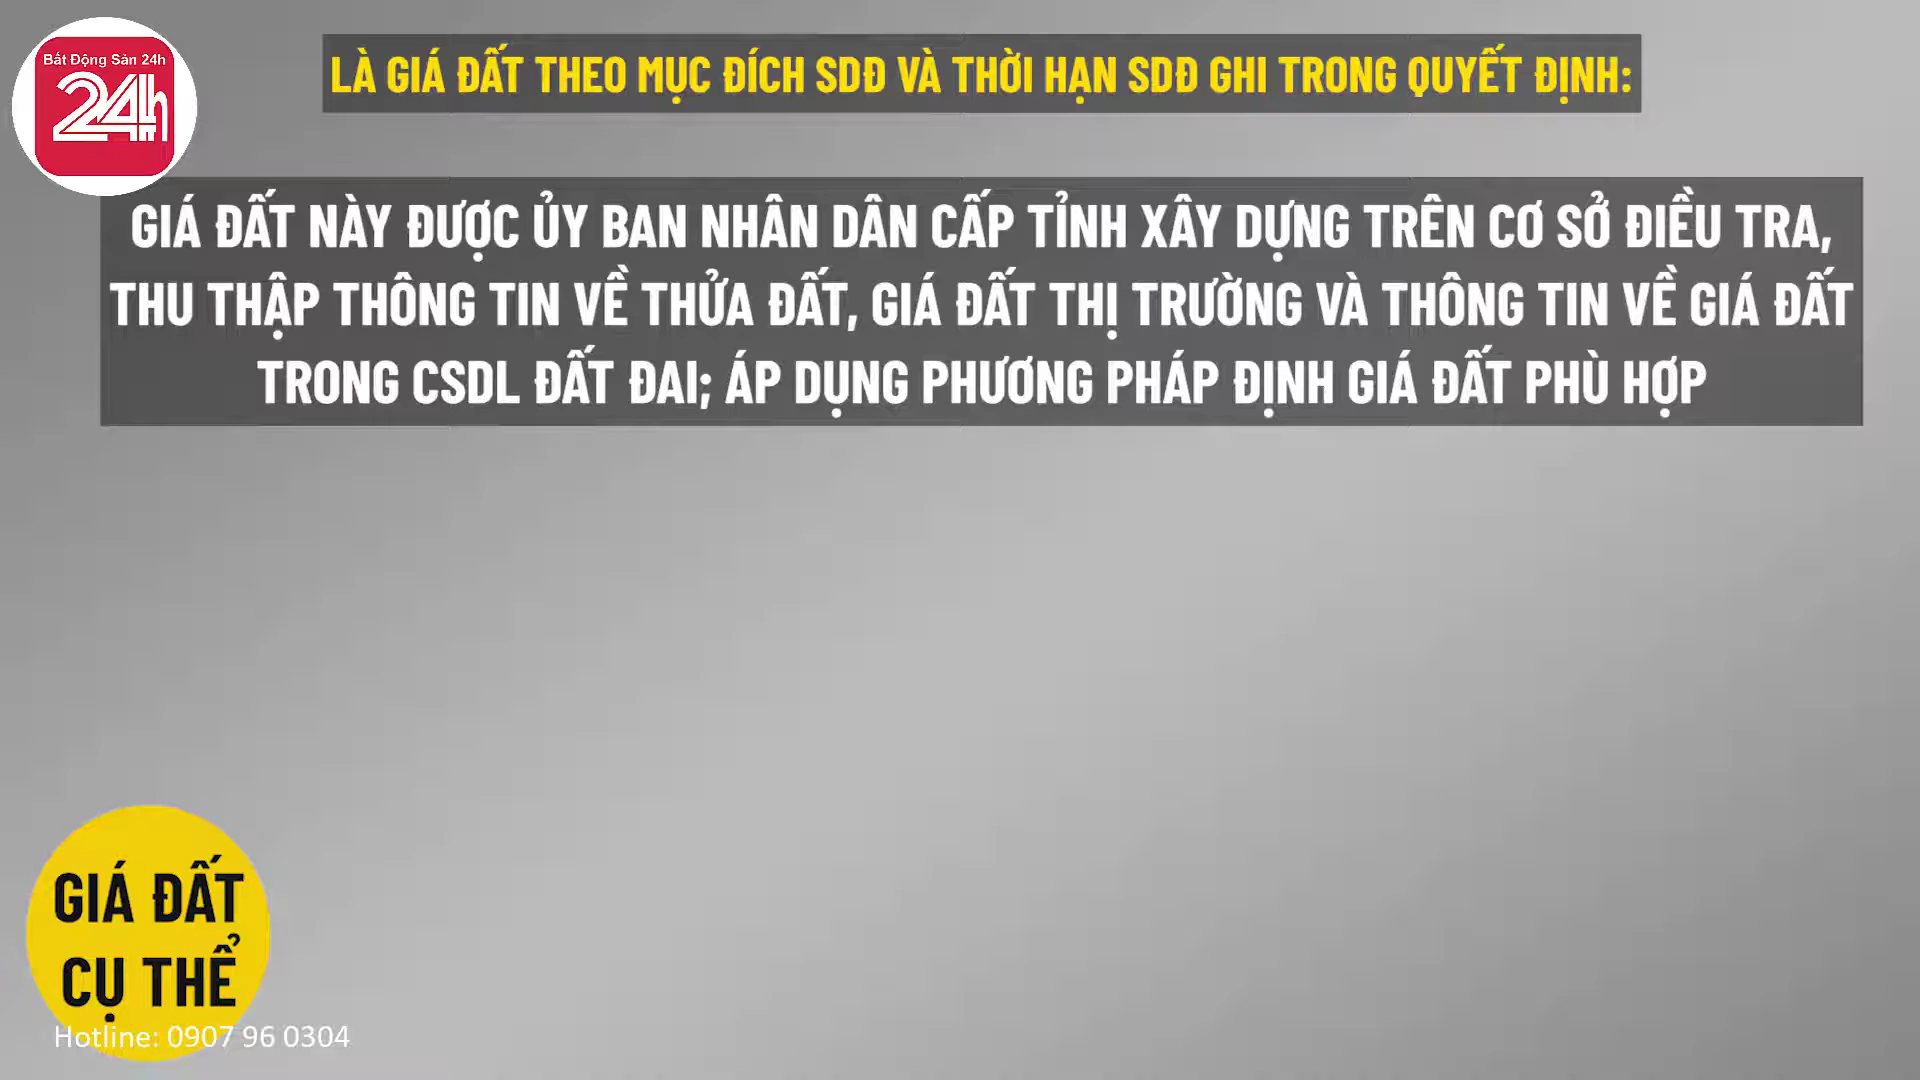 Bất Động Sản 24h
24h
LÀ GIÁ ĐẤT THEO MỤC ĐÍCH SDĐ VÀ THỜI HẠN SDĐ GHI TRONG QUYẾT ĐỊNH:
GIÁ ĐẤT NÀY ĐƯỢC ỦY BAN NHÂN DÂN CẤP TỈNH XÂY DỰNG TRÊN CƠ SỞ ĐIỀU TRA,
THU THẬP THÔNG TIN VỀ THỬA ĐẤT, GIÁ ĐẤT THỊ TRƯỜNG VÀ THÔNG TIN VỀ GIÁ ĐẤT
TRONG CSDL ĐẤT ĐAI; ÁP DỤNG PHƯƠNG PHÁP ĐỊNH GIÁ ĐẤT PHÙ HỢP
GIÁ ĐẤT
CỤ THỂ
Hotline: 0907 96 0304